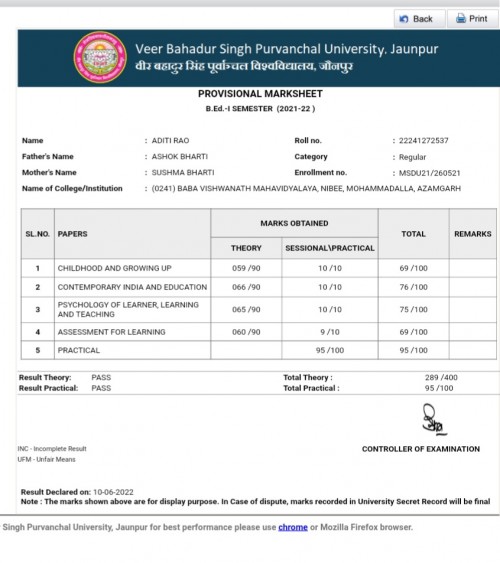 Back Print
Veer Bahadur Singh Purvanchal University. Jaunpur
वीर बहादुर सिंह पूर्वाञ्चल विश्वविद्यालय, जौनपुर
PROVISIONAL MARKSHEET
B.Ed.-I SEMESTER (2021-22 )
Name : ADITI RAO Roll no. : 22241272537
Father's Name : ASHOK BHARTI Category : Regular
Mother's Name : SUSHMA BHARTI Enrollment no. : MSDU21/260521
Name of College/Institution : (0241) BABA VISHWANATH MAHAVIDYALAYA, NIBEE, MOHAMMADALLA, AZAMGARH
SL.NO. PAPERS MARKS OBTAINED TOTAL REMARKS
THEORY SESSIONAL\PRACTICAL
1 CHILDHOOD AND GROWING UP 059 /90 10 /10 69 /100
2 CONTEMPORARY INDIA AND EDUCATION 066 /90 10 /10 76 /100
3 PSYCHOLOGY OF LEARNER, LEARNING AND TEACHING 065 /90 10 /10 75 /100
4 ASSESSMENT FOR LEARNING 060 /90 9 /10 69 /100
5 PRACTICAL 95 /100 95 /100
Result Theory: PASS Total Theory : 289 /400
Result Practical: PASS Total Practical : 95 /100
INC - Incomplete Result
CONTROLLER OF EXAMINATION
UFM - Unfair Means
Result Declared on: 10-06-2022
Note : The marks shown above are for display purpose. In Case of dispute, marks recorded in University Secret Record will be final
Singh Purvanchal University, Jaunpur for best performance please use chrome or Mozilla Firefox browser.